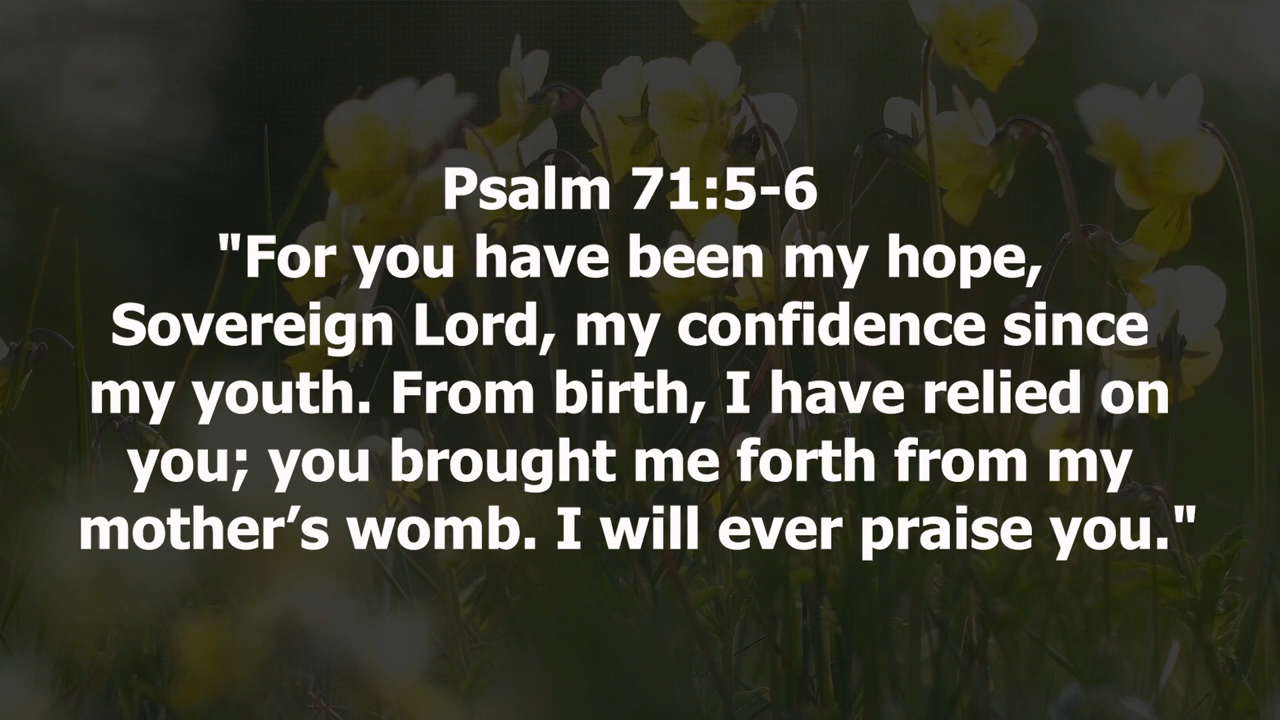 Psalm 71:5-6
"For you have been my hope,
Sovereign Lord, my confidence since
my youth. From birth, I have relied on
you; you brought me forth from my
mother’s womb. I will ever praise you."